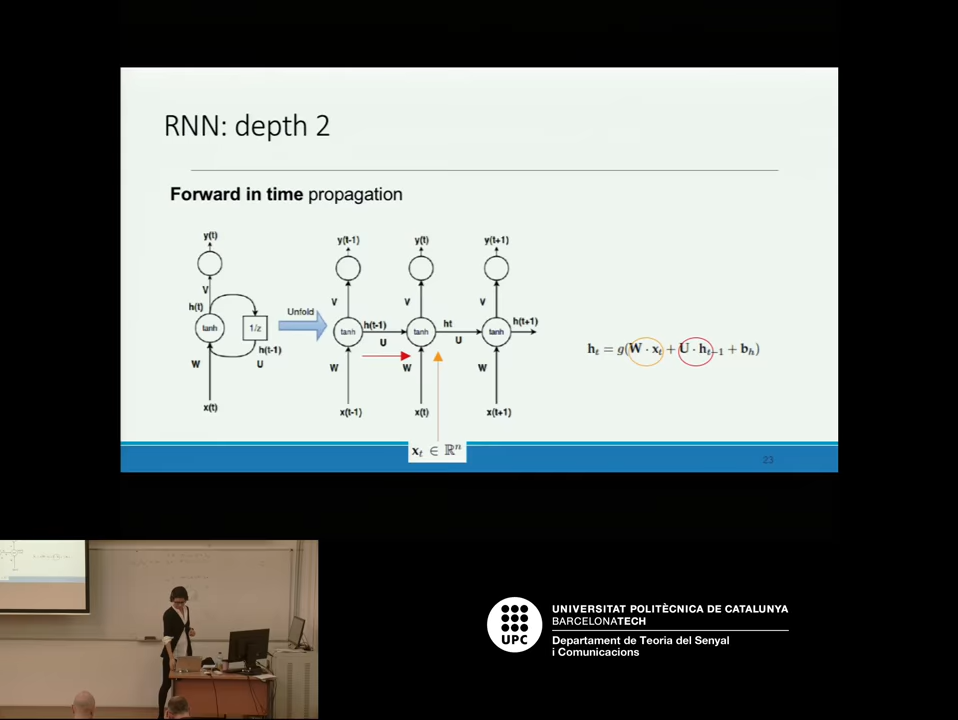 RNN: depth 2
Forward in time propagation
y(t) y(t-1) y(t) y(t+1)
V V V V
h(t) Unfold
tanh 1/z tanh h(t-1) tanh ht tanh h(t+1)
h(t-1) U U
W U W W W
x(t) x(t-1) x(t) x(t+1)
h_t = g(W · x_t + U · h_{t-1} + b_h)
x_t ∈ ℝⁿ
23
UPC
UNIVERSITAT POLITÈCNICA DE CATALUNYA
BARCELONATECH
Departament de Teoria del Senyal
i Comunicacions